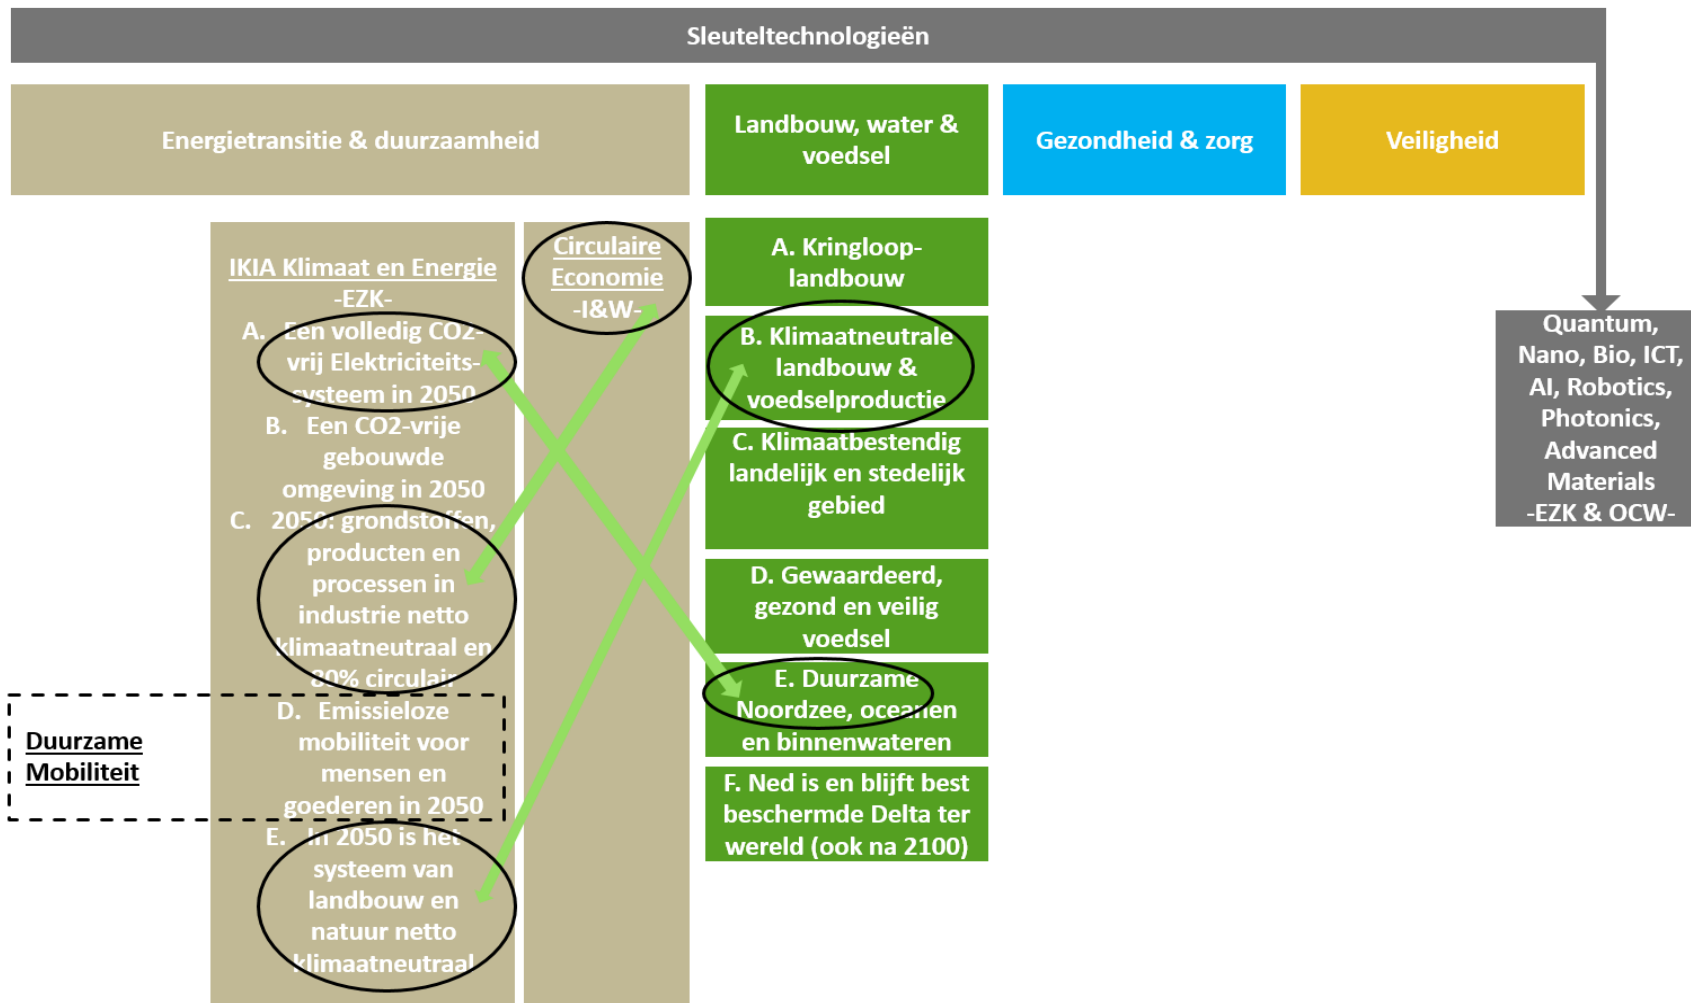 Sleuteltechnologieën
Energietransitie & duurzaamheid
Landbouw, water &
voedsel
Gezondheid & zorg
Veiligheid
IKIA Klimaat en Energie
-EZK-
A. Een volledig CO2-
vrij Elektriciteits-
systeem in 2050
B. Een CO2-vrije
gebouwde
omgeving in 2050
C. 2050: grondstoffen,
producten en
processen in
industrie netto
klimaatneutraal en
80% circulair
D. Emissieloze
mobiliteit voor
mensen en
goederen in 2050
E. In 2050 is het
systeem van
landbouw en
natuur netto
klimaatneutraal
Duurzame
Mobiliteit
Circulaire
Economie
-I&W-
A. Kringloop-
landbouw
B. Klimaatneutrale
landbouw &
voedselproductie
C. Klimaatbestendig
landelijk en stedelijk
gebied
D. Gewaardeerd,
gezond en veilig
voedsel
E. Duurzame
Noordzee, oceanen
en binnenwateren
F. Ned is en blijft best
beschermde Delta ter
wereld (ook na 2100)
Quantum,
Nano, Bio, ICT,
AI, Robotics,
Photonics,
Advanced
Materials
-EZK & OCW-